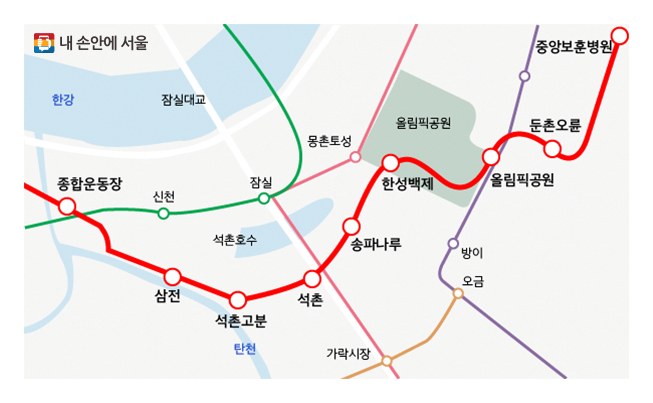 내 손안에 서울
중앙보훈병원
한강
잠실대교
올림픽공원
둔촌오륜
몽촌토성
종합운동장
신천
잠실
한성백제
올림픽공원
석촌호수
송파나루
방이
삼전
석촌
오금
석촌고분
탄천
가락시장